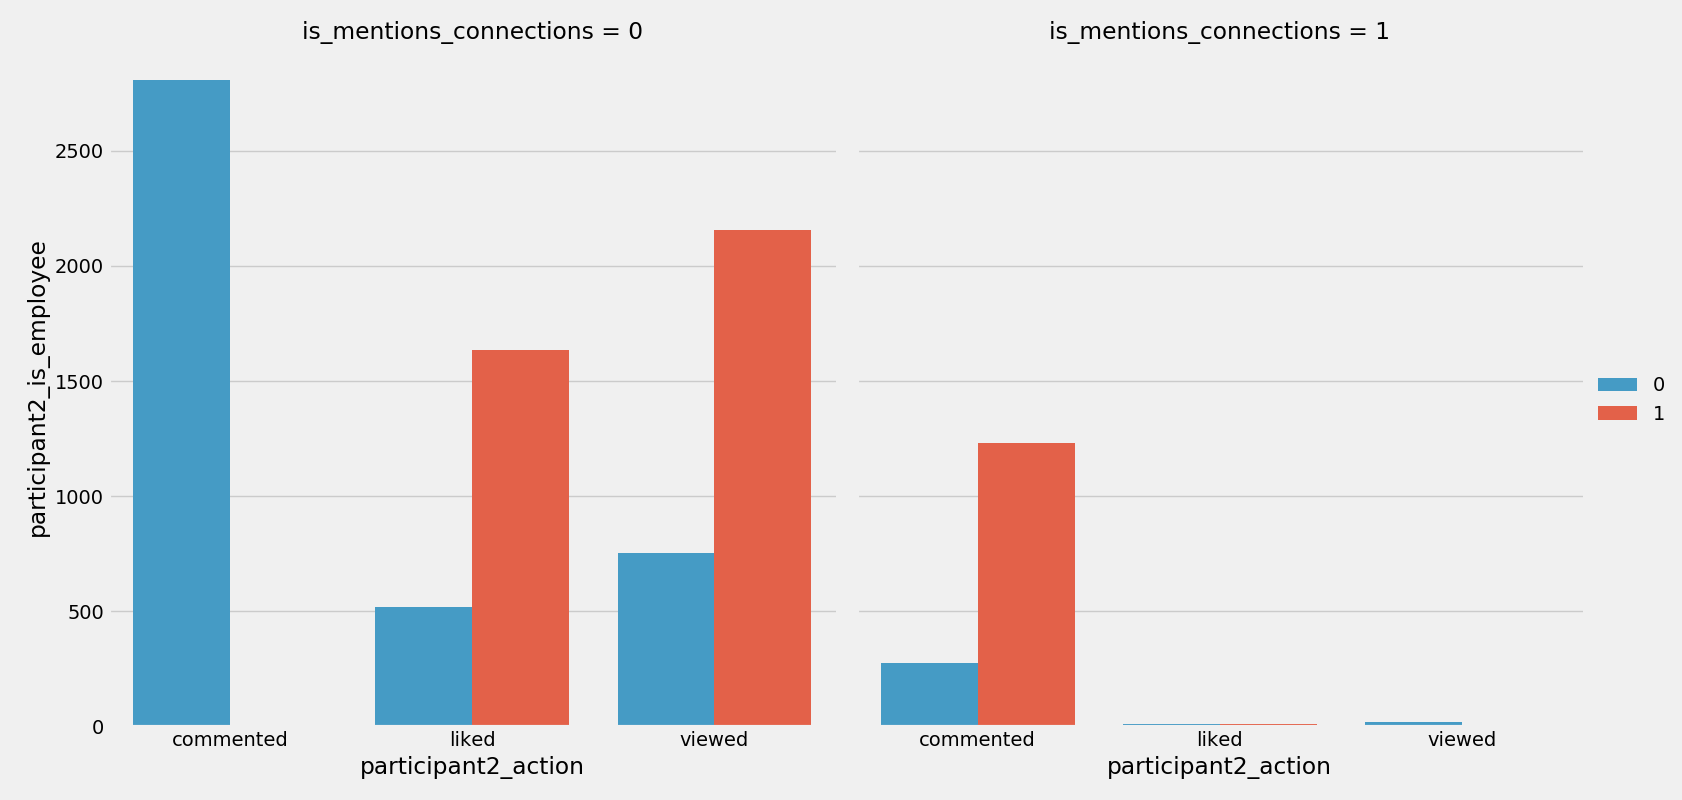 is_mentions_connections = 0
is_mentions_connections = 1
participant2_is_employee
2500
2000
1500
1000
500
0
commented liked viewed
commented liked viewed
participant2_action
participant2_action
0
1